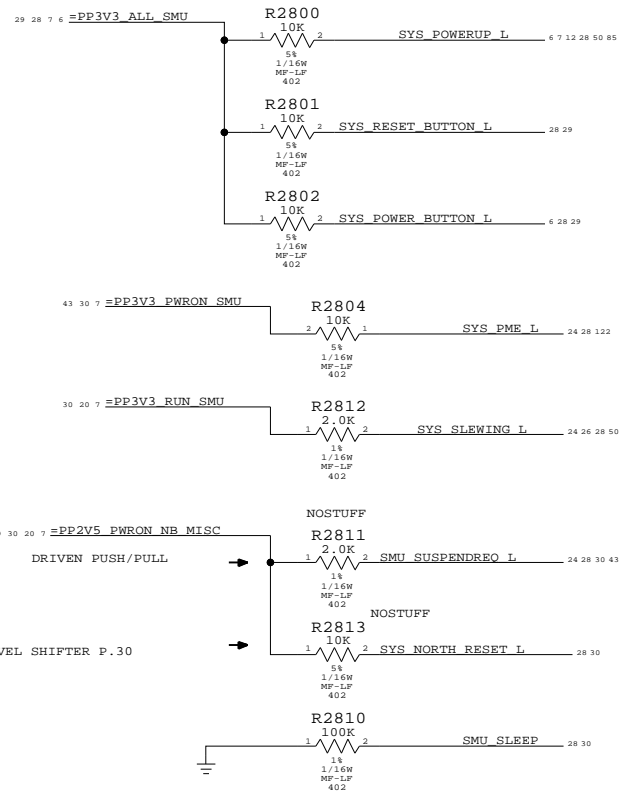 R2800
29 28 7 6 =PP3V3_ALL_SMU
10K
1 2 SYS_POWERUP_L 6 7 12 28 50 85
5%
1/16W
MF-LF
402
R2801
10K
1 2 SYS_RESET_BUTTON_L 28 29
5%
1/16W
MF-LF
402
R2802
10K
1 2 SYS_POWER_BUTTON_L 6 28 29
5%
1/16W
MF-LF
402
43 30 7 =PP3V3_PWRON_SMU
R2804
10K
2 1 SYS_PME_L 24 28 122
5%
1/16W
MF-LF
402
30 20 7 =PP3V3_RUN_SMU
R2812
2.0K
1 2 SYS_SLEWING_L 24 26 28 50
1%
1/16W
MF-LF
402
NOSTUFF
30 20 7 =PP2V5_PWRON_NB_MISC
R2811
2.0K
DRIVEN PUSH/PULL
1 2 SMU_SUSPENDREQ_L 24 28 30 43
1%
1/16W
MF-LF
402
NOSTUFF
R2813
10K
VEL SHIFTER P.30
1 2 SYS_NORTH_RESET_L 28 30
5%
1/16W
MF-LF
402
R2810
100K
1 2 SMU_SLEEP 28 30
1%
1/16W
MF-LF
402